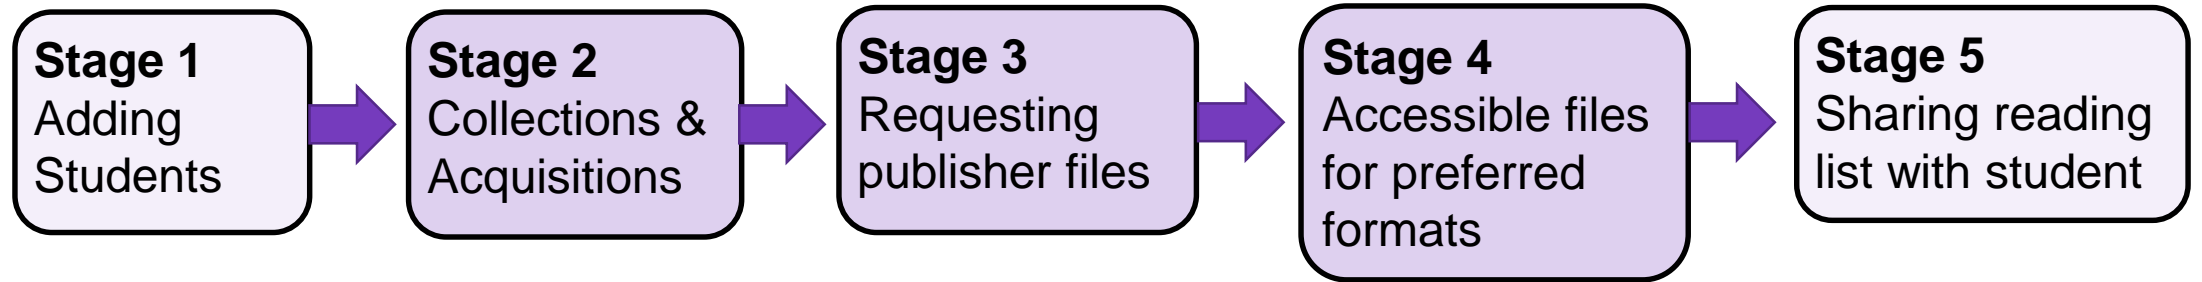 Stage 1
Adding
Students
Stage 2
Collections &
Acquisitions
Stage 3
Requesting
publisher files
Stage 4
Accessible files
for preferred
formats
Stage 5
Sharing reading
list with student